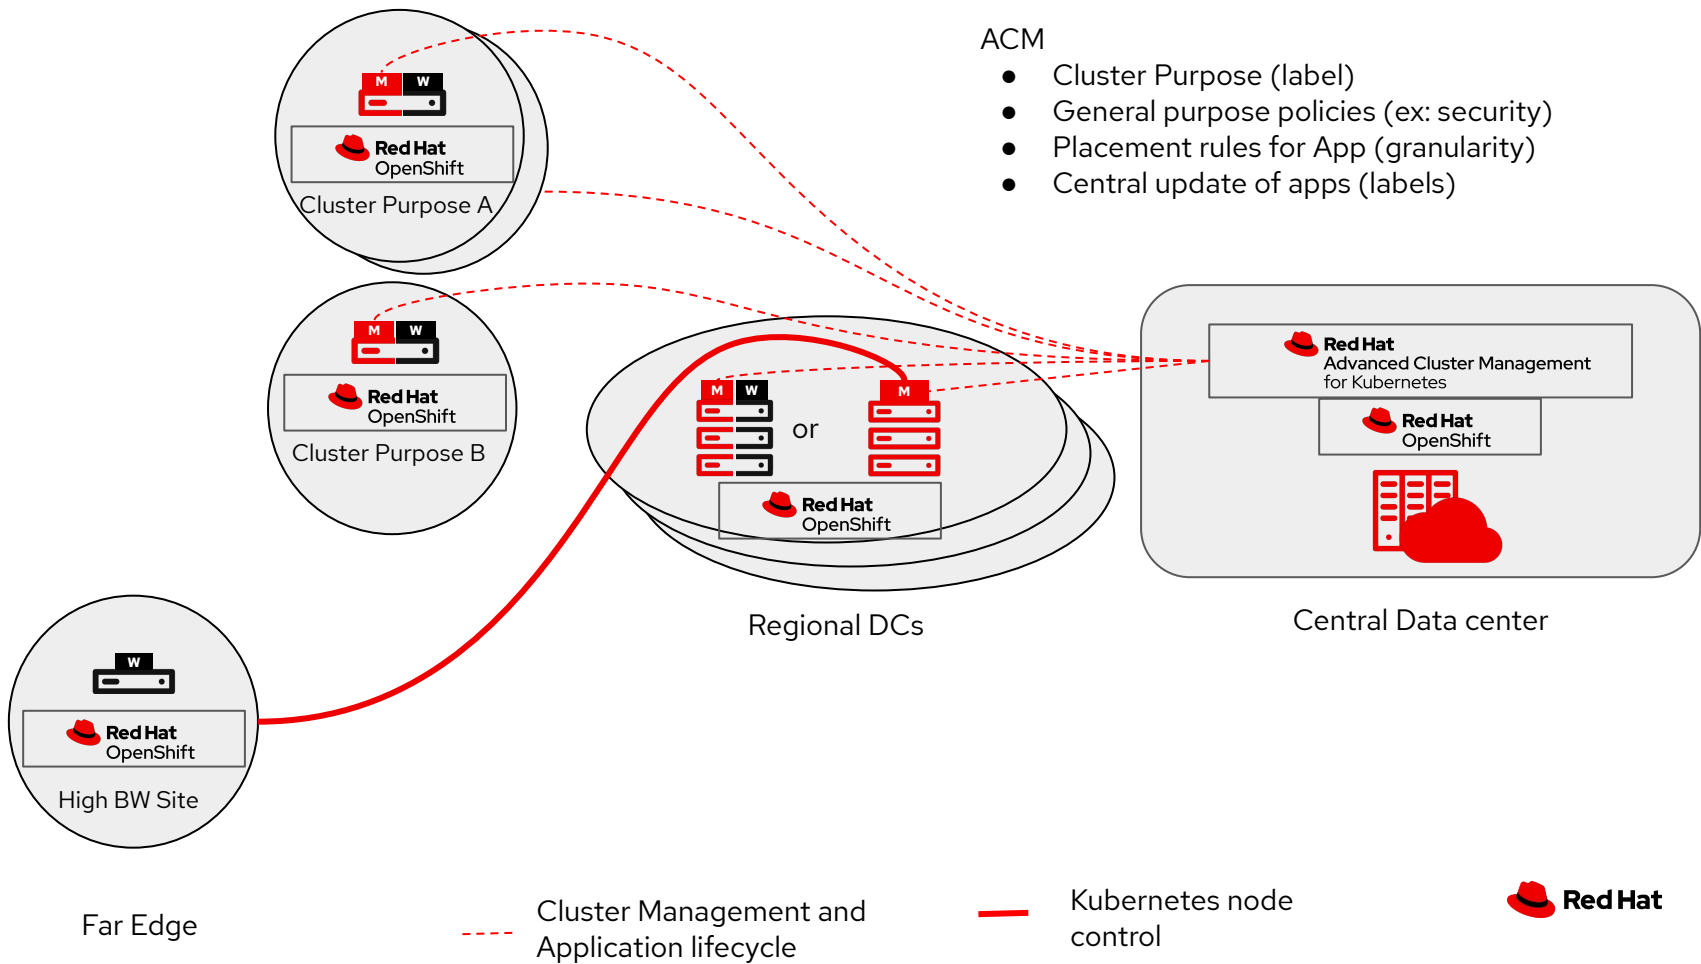 ACM
● Cluster Purpose (label)
● General purpose policies (ex: security)
● Placement rules for App (granularity)
● Central update of apps (labels)
M W
Red Hat
OpenShift
Cluster Purpose A
M W
Red Hat
OpenShift
Cluster Purpose B
M W
or
M
Red Hat
OpenShift
Regional DCs
Red Hat
Advanced Cluster Management
for Kubernetes
Red Hat
OpenShift
Central Data center
W
Red Hat
OpenShift
High BW Site
Far Edge
Cluster Management and
Application lifecycle
Kubernetes node
control
Red Hat